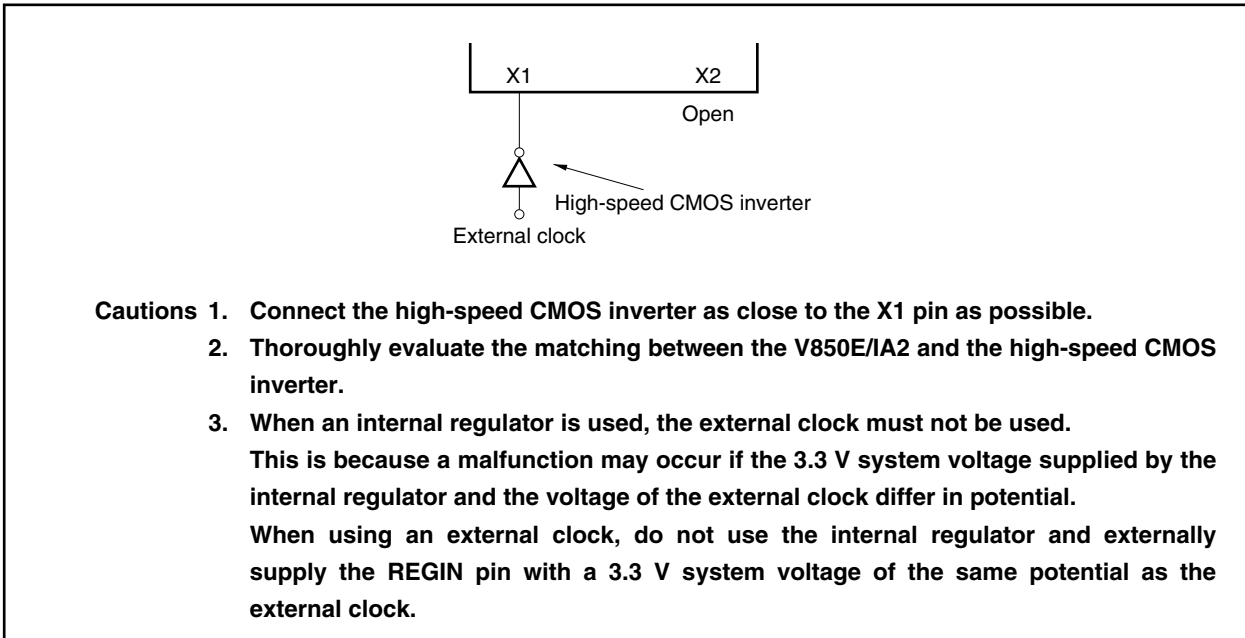 X1 X2
Open
High-speed CMOS inverter
External clock
Cautions 1. Connect the high-speed CMOS inverter as close to the X1 pin as possible.
2. Thoroughly evaluate the matching between the V850E/IA2 and the high-speed CMOS
inverter.
3. When an internal regulator is used, the external clock must not be used.
This is because a malfunction may occur if the 3.3 V system voltage supplied by the
internal regulator and the voltage of the external clock differ in potential.
When using an external clock, do not use the internal regulator and externally
supply the REGIN pin with a 3.3 V system voltage of the same potential as the
external clock.